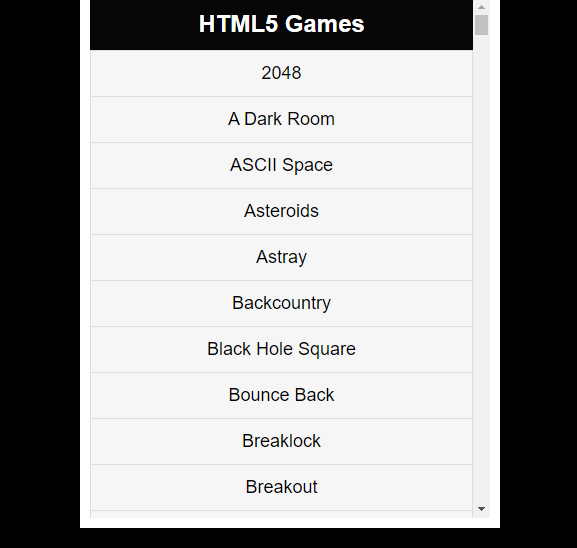 HTML5 Games
2048
A Dark Room
ASCII Space
Asteroids
Astray
Backcountry
Black Hole Square
Bounce Back
Breaklock
Breakout